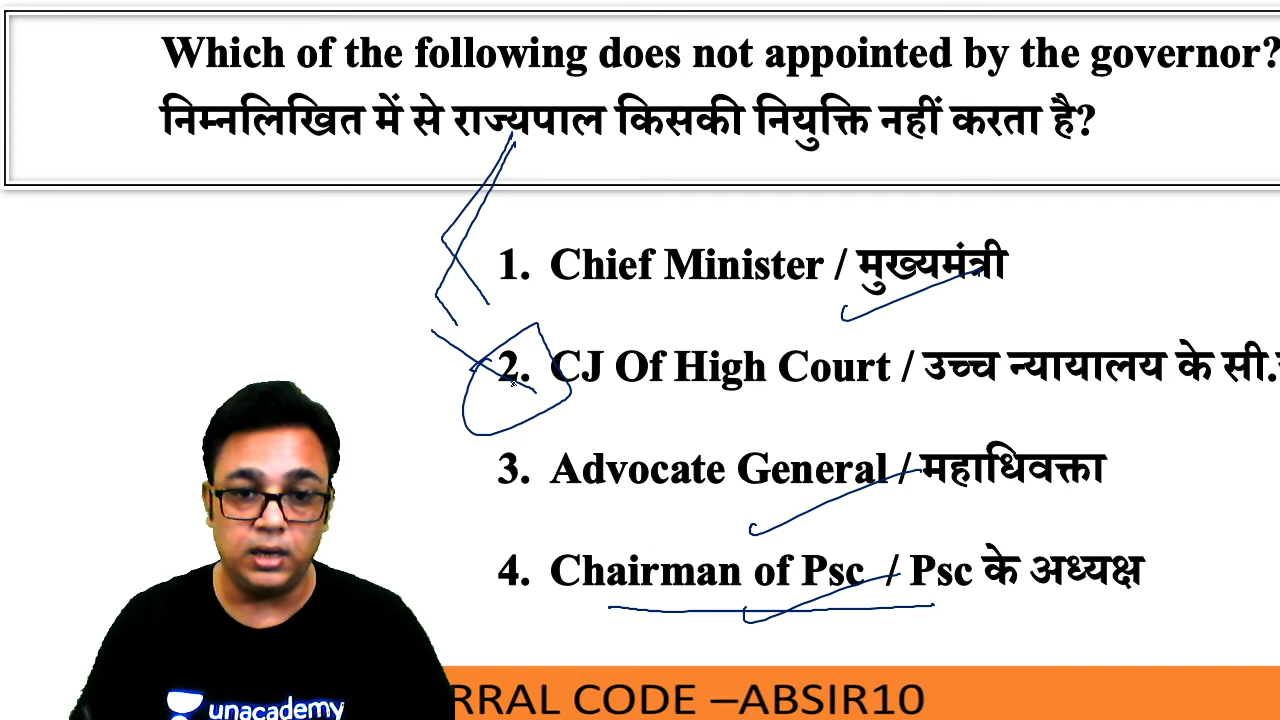 Which of the following does not appointed by the governor?
निम्नलिखित में से राज्यपाल किसकी नियुक्ति नहीं करता है?
1. Chief Minister / मुख्यमंत्री
2. CJ Of High Court / उच्च न्यायालय के सी.
3. Advocate General / महाधिवक्ता
4. Chairman of Psc / Psc के अध्यक्ष
RRAL CODE –ABSIR10
unacademy